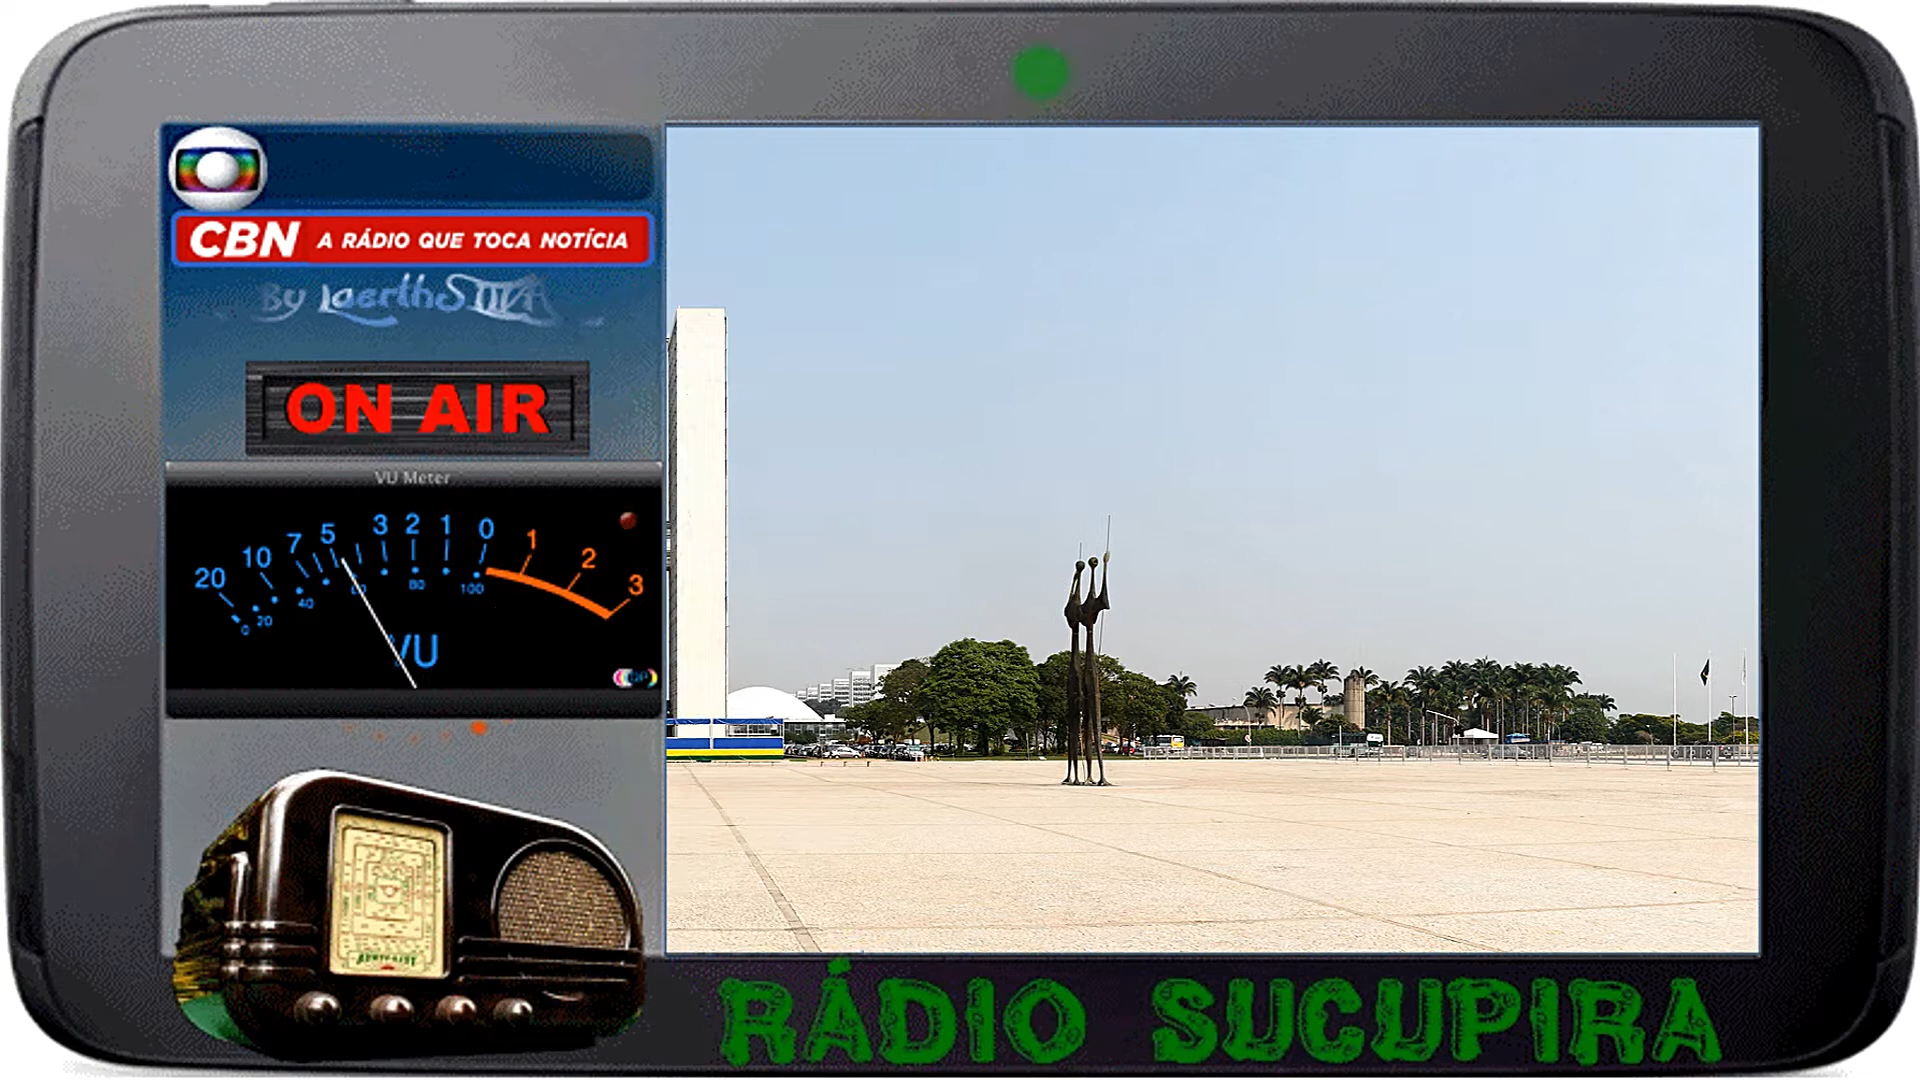 CBN A RÁDIO QUE TOCA NOTÍCIA
By LaerthSILVA
ON AIR
VU Meter
20 10 7 5 3 2 1 0 1 2 3
0 20 40 80 100
VU
RÁDIO SUCUPIRA